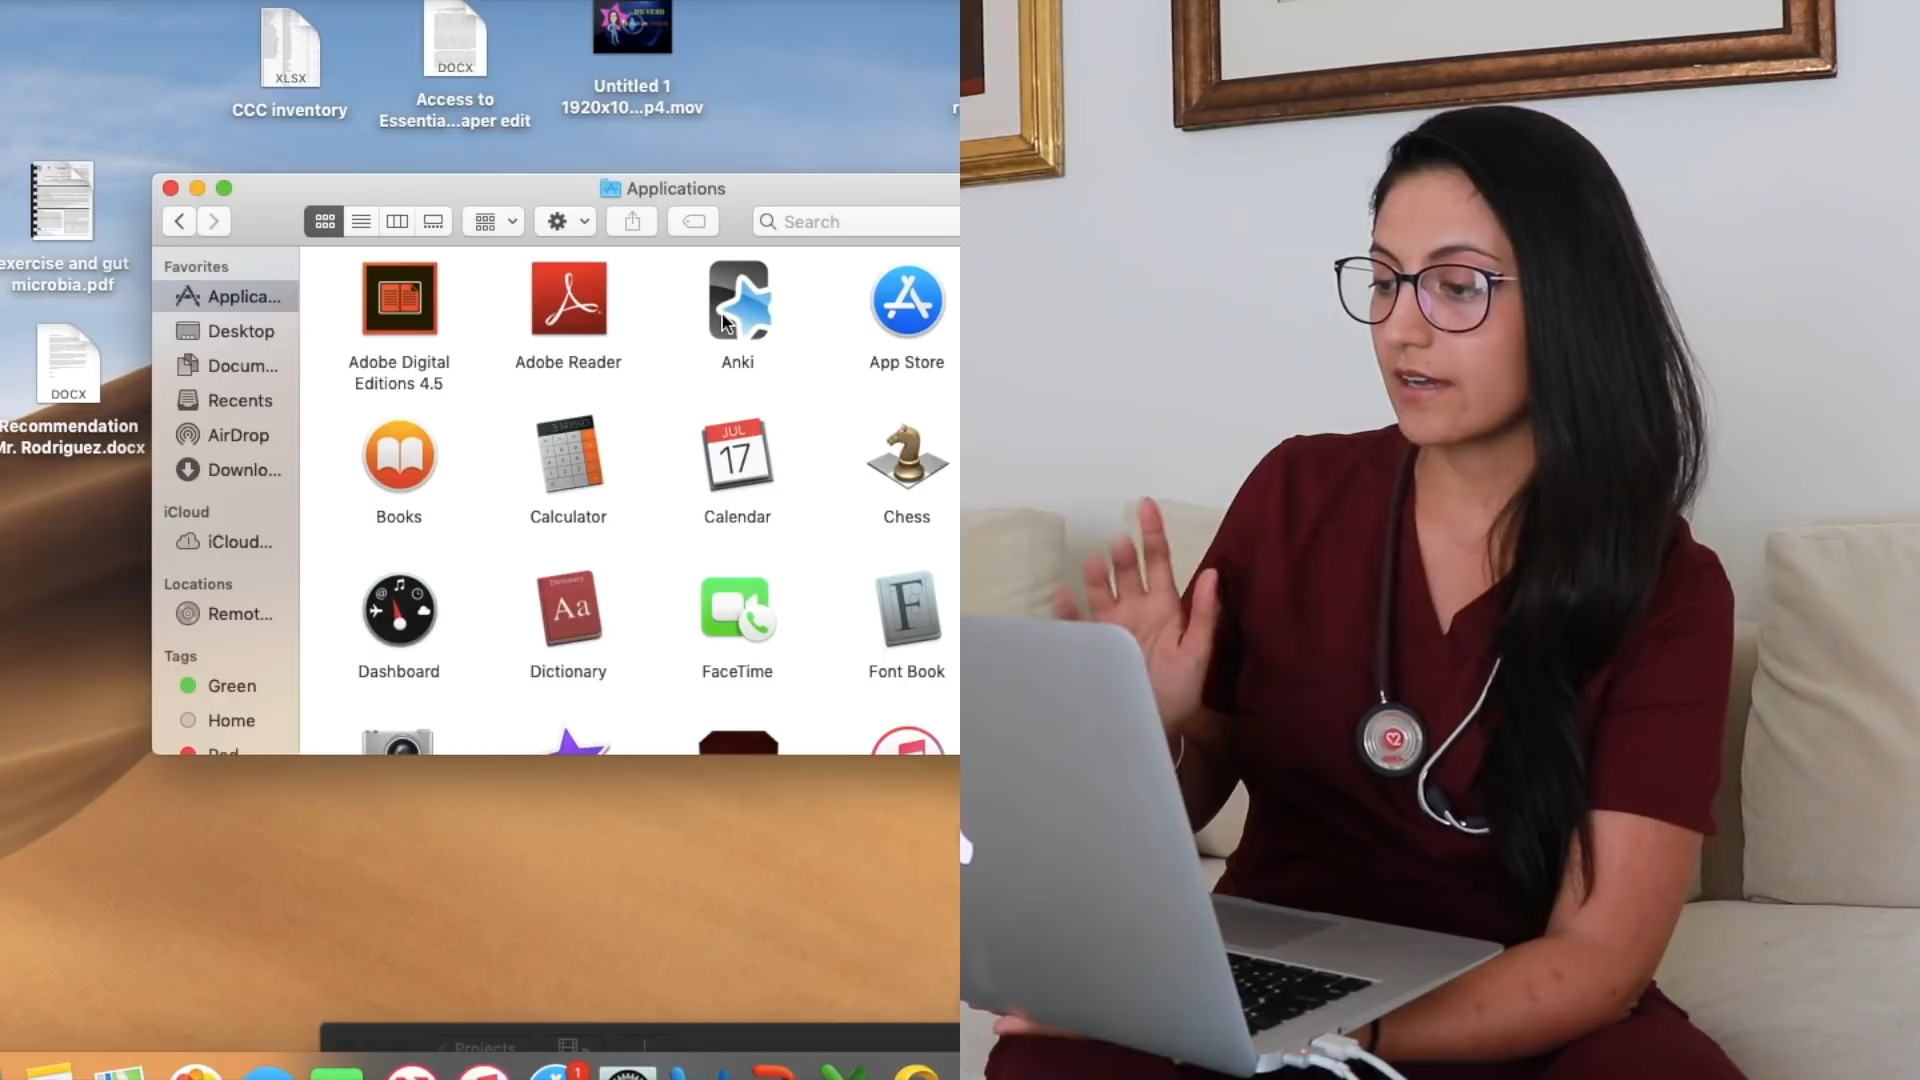 XLSX
CCC inventory
DOCX
Access to
Essentia...aper edit
Untitled 1
1920x10...p4.mov
exercise and gut
microbia.pdf
DOCX
Recommendation
Mr. Rodriguez.docx
Applications
Search
Favorites
Applica...
Desktop
Docum...
Recents
AirDrop
Downlo...
iCloud
iCloud...
Locations
Remot...
Tags
Green
Home
Red
Adobe Digital
Editions 4.5
Adobe Reader
Anki
App Store
Books
Calculator
JUL
17
Calendar
Chess
Dashboard
Dictionary
Aa
Dictionary
FaceTime
F
Font Book
Projects
1